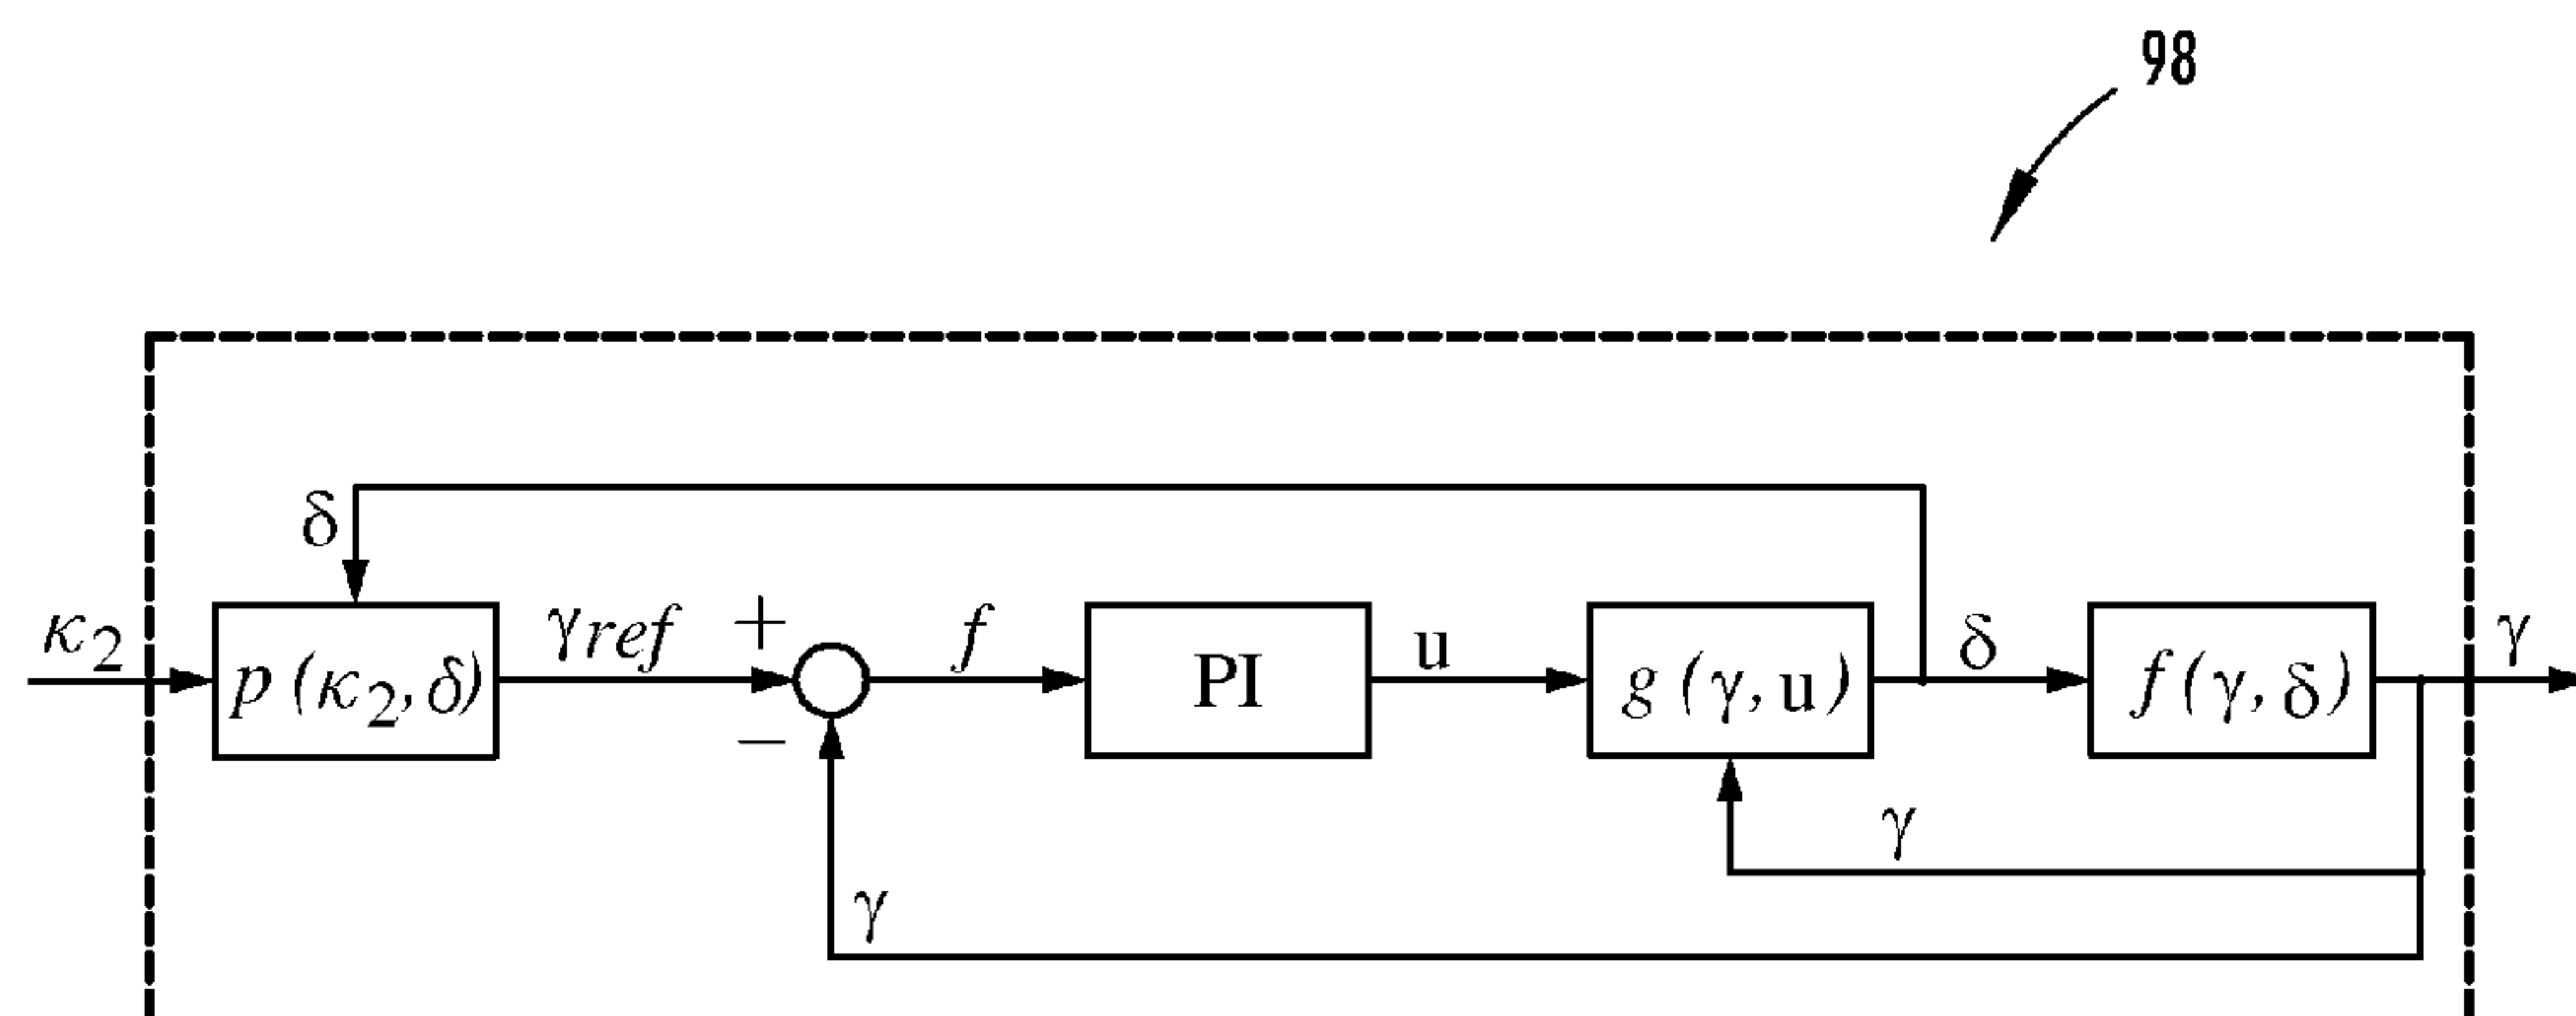 98
δ
κ2
p (κ2, δ)
γref
+
−
f
PI
u
g (γ, u)
δ
f (γ, δ)
γ
γ
γ